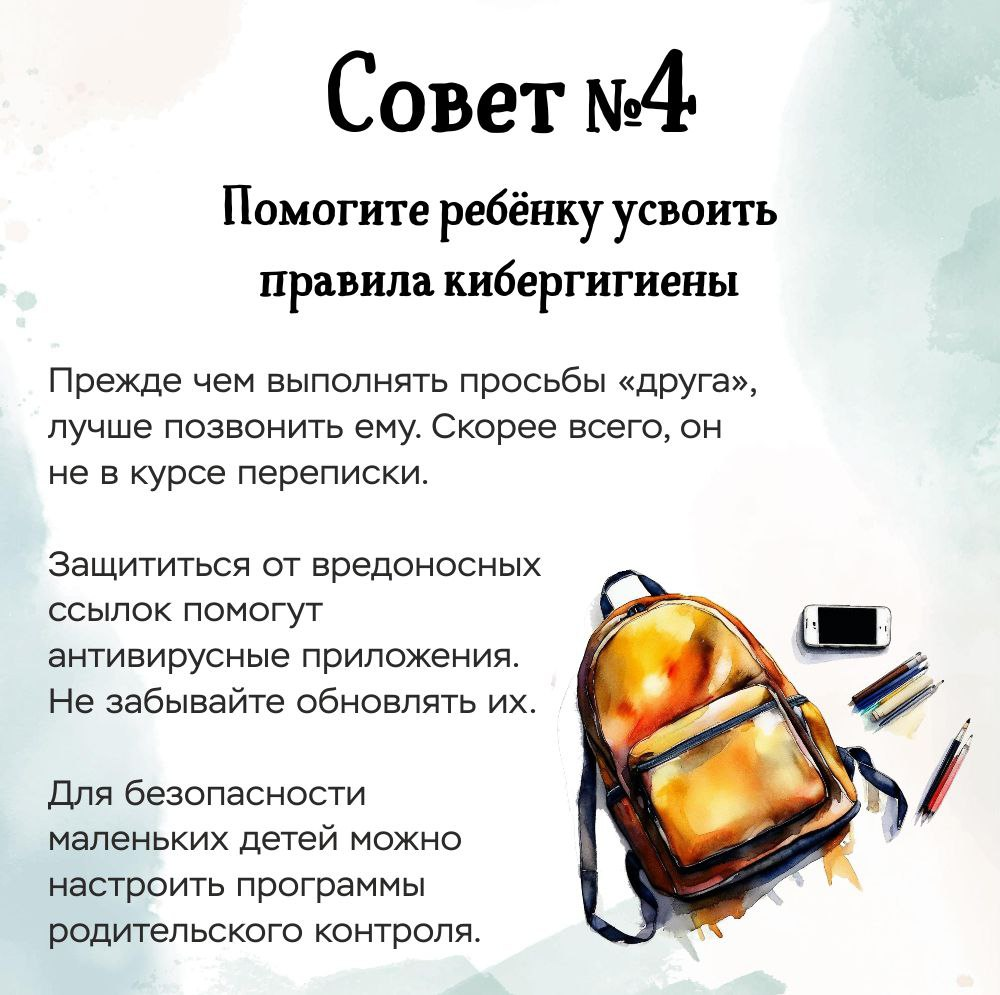 Совет №4
Помогите ребёнку усвоить
правила кибергигиены
Прежде чем выполнять просьбы «друга»,
лучше позвонить ему. Скорее всего, он
не в курсе переписки.
Защититься от вредоносных
ссылок помогут
антивирусные приложения.
Не забывайте обновлять их.
Для безопасности
маленьких детей можно
настроить программы
родительского контроля.